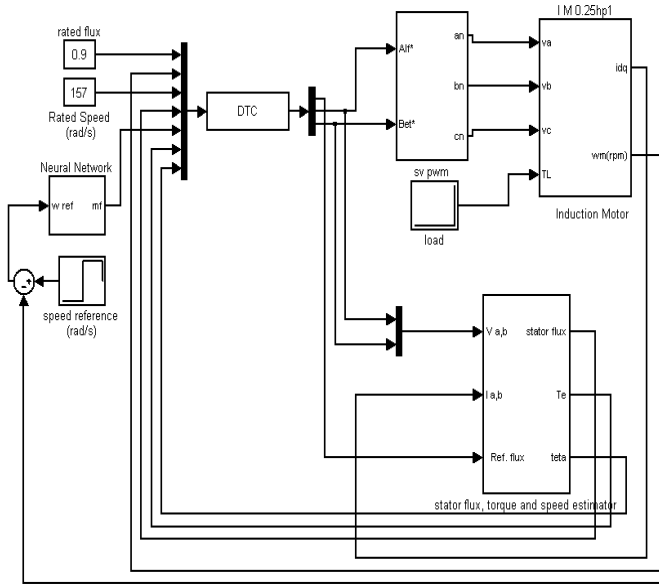 rated flux
0.9
157
Rated Speed
(rad/s)
Neural Network
w ref
mf
speed reference
(rad/s)
-
+
DTC
Alf*
Bet*
an
bn
cn
sv pwm
load
I M 0.25hp1
va
vb
vc
TL
idq
wm(rpm)
Induction Motor
V a,b
I a,b
Ref. flux
stator flux
Te
teta
stator flux, torque and speed estimator